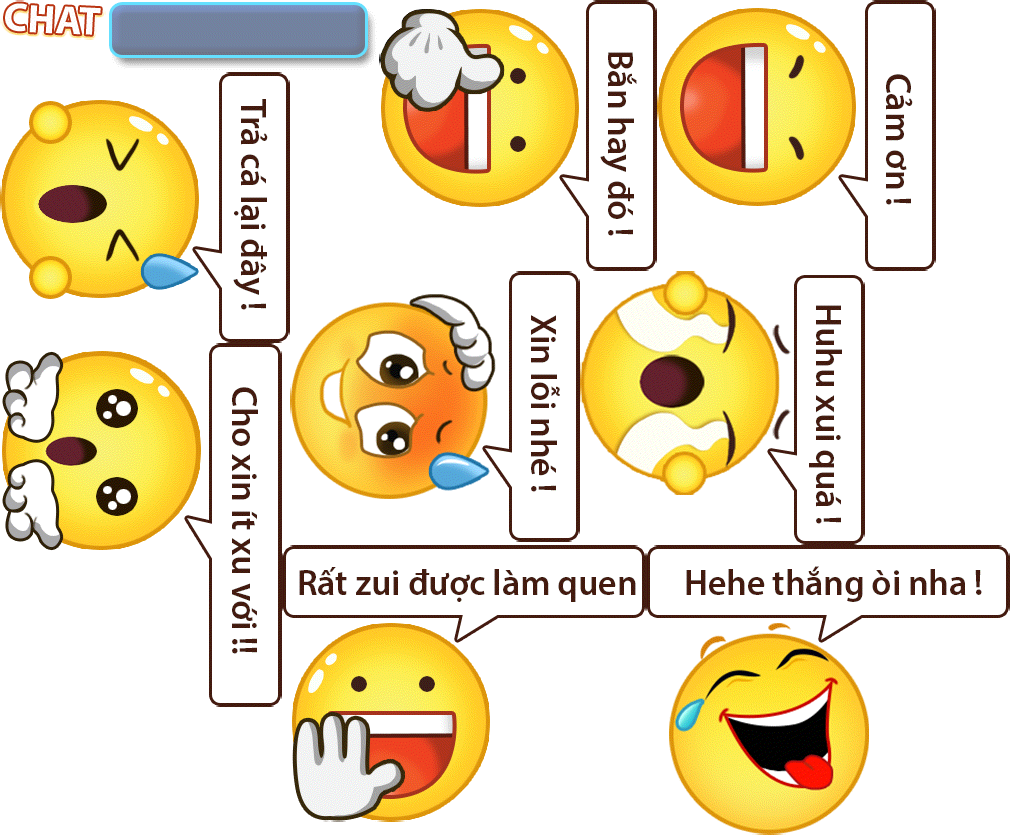 CHAT
Cảm ơn !
Bắn hay đó !
Trả cá lại đây !
Huhu xui quá !
Xin lỗi nhé !
Cho xin ít xu với !!
Rất zui được làm quen
Hehe thắng òi nha !